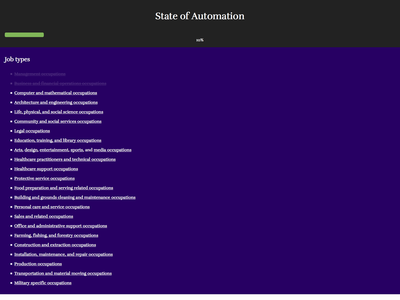 State of Automation
Job types
Management occupations
Business and financial operations occupations
Computer and mathematical occupations
Architecture and engineering occupations
Life, physical, and social science occupations
Community and social services occupations
Legal occupations
Education, training, and library occupations
Arts, design, entertainment, sports, and media occupations
Healthcare practitioners and technical occupations
Healthcare support occupations
Protective service occupations
Food preparation and serving related occupations
Building and grounds cleaning and maintenance occupations
Personal care and service occupations
Sales and related occupations
Office and administrative support occupations
Farming, fishing, and forestry occupations
Construction and extraction occupations
Installation, maintenance, and repair occupations
Production occupations
Transportation and material moving occupations
Military specific occupations